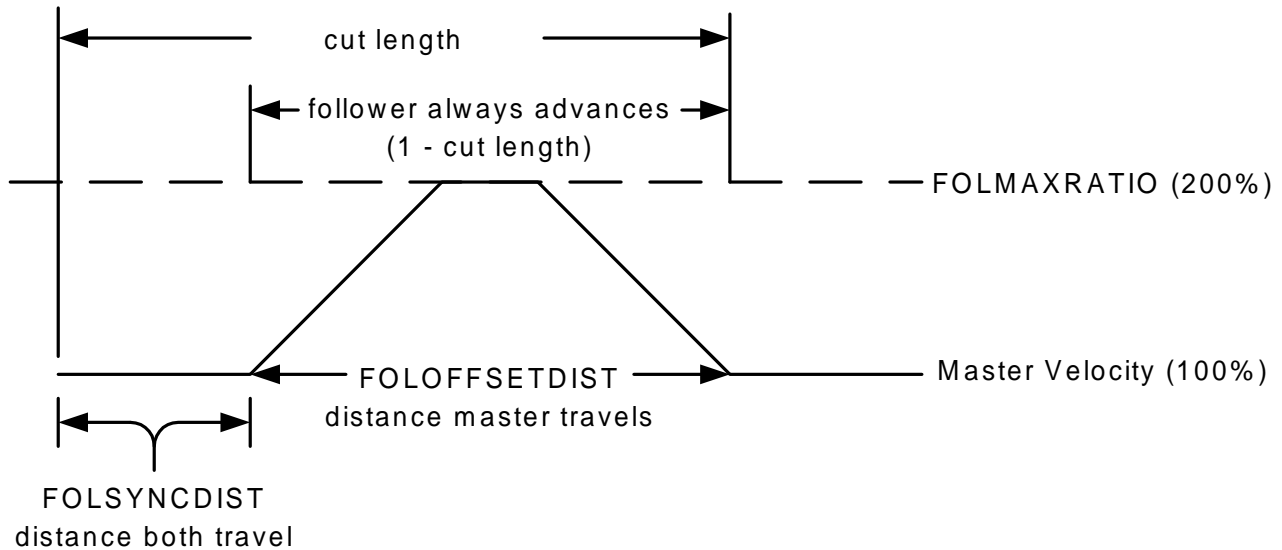 cut length
follower always advances
(1 - cut length)
FOLMAXRATIO (200%)
FOLOFFSETDIST
distance master travels
Master Velocity (100%)
FOLSYNCDIST
distance both travel